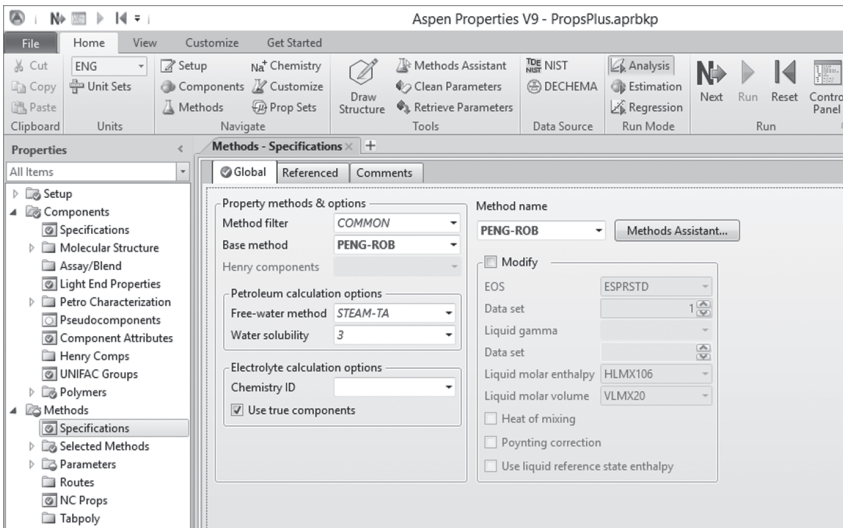 Aspen Properties V9 - PropsPlus.aprbkp
File Home View Customize Get Started
Cut ENG Setup Na+ Chemistry Methods Assistant NIST Analysis
Copy Unit Sets Components Customize Clean Parameters DECHEMA Estimation
Paste Methods Prop Sets Draw Structure Retrieve Parameters Regression Next Run Reset Control Panel
Clipboard Units Navigate Tools Data Source Run Mode Run
Properties < Methods - Specifications × +
All Items Global Referenced Comments
Setup
Components
Specifications
Molecular Structure
Assay/Blend
Light End Properties
Petro Characterization
Pseudocomponents
Component Attributes
Henry Comps
UNIFAC Groups
Polymers
Methods
Specifications
Selected Methods
Parameters
Routes
NC Props
Tabpoly
Property methods & options
Method filter COMMON
Base method PENG-ROB
Henry components
Petroleum calculation options
Free-water method STEAM-TA
Water solubility 3
Electrolyte calculation options
Chemistry ID
Use true components
Method name
PENG-ROB Methods Assistant...
Modify
EOS ESPRSTD
Data set 1
Liquid gamma
Data set
Liquid molar enthalpy HLMX106
Liquid molar volume VLMX20
Heat of mixing
Poynting correction
Use liquid reference state enthalpy